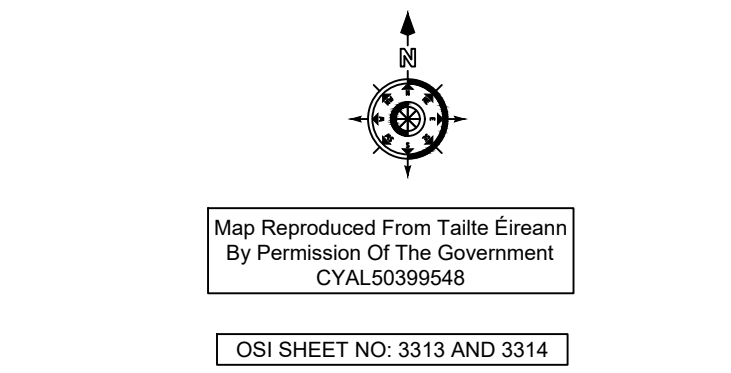 N
Map Reproduced From Tailte Éireann
By Permission Of The Government
CYAL50399548
OSI SHEET NO: 3313 AND 3314